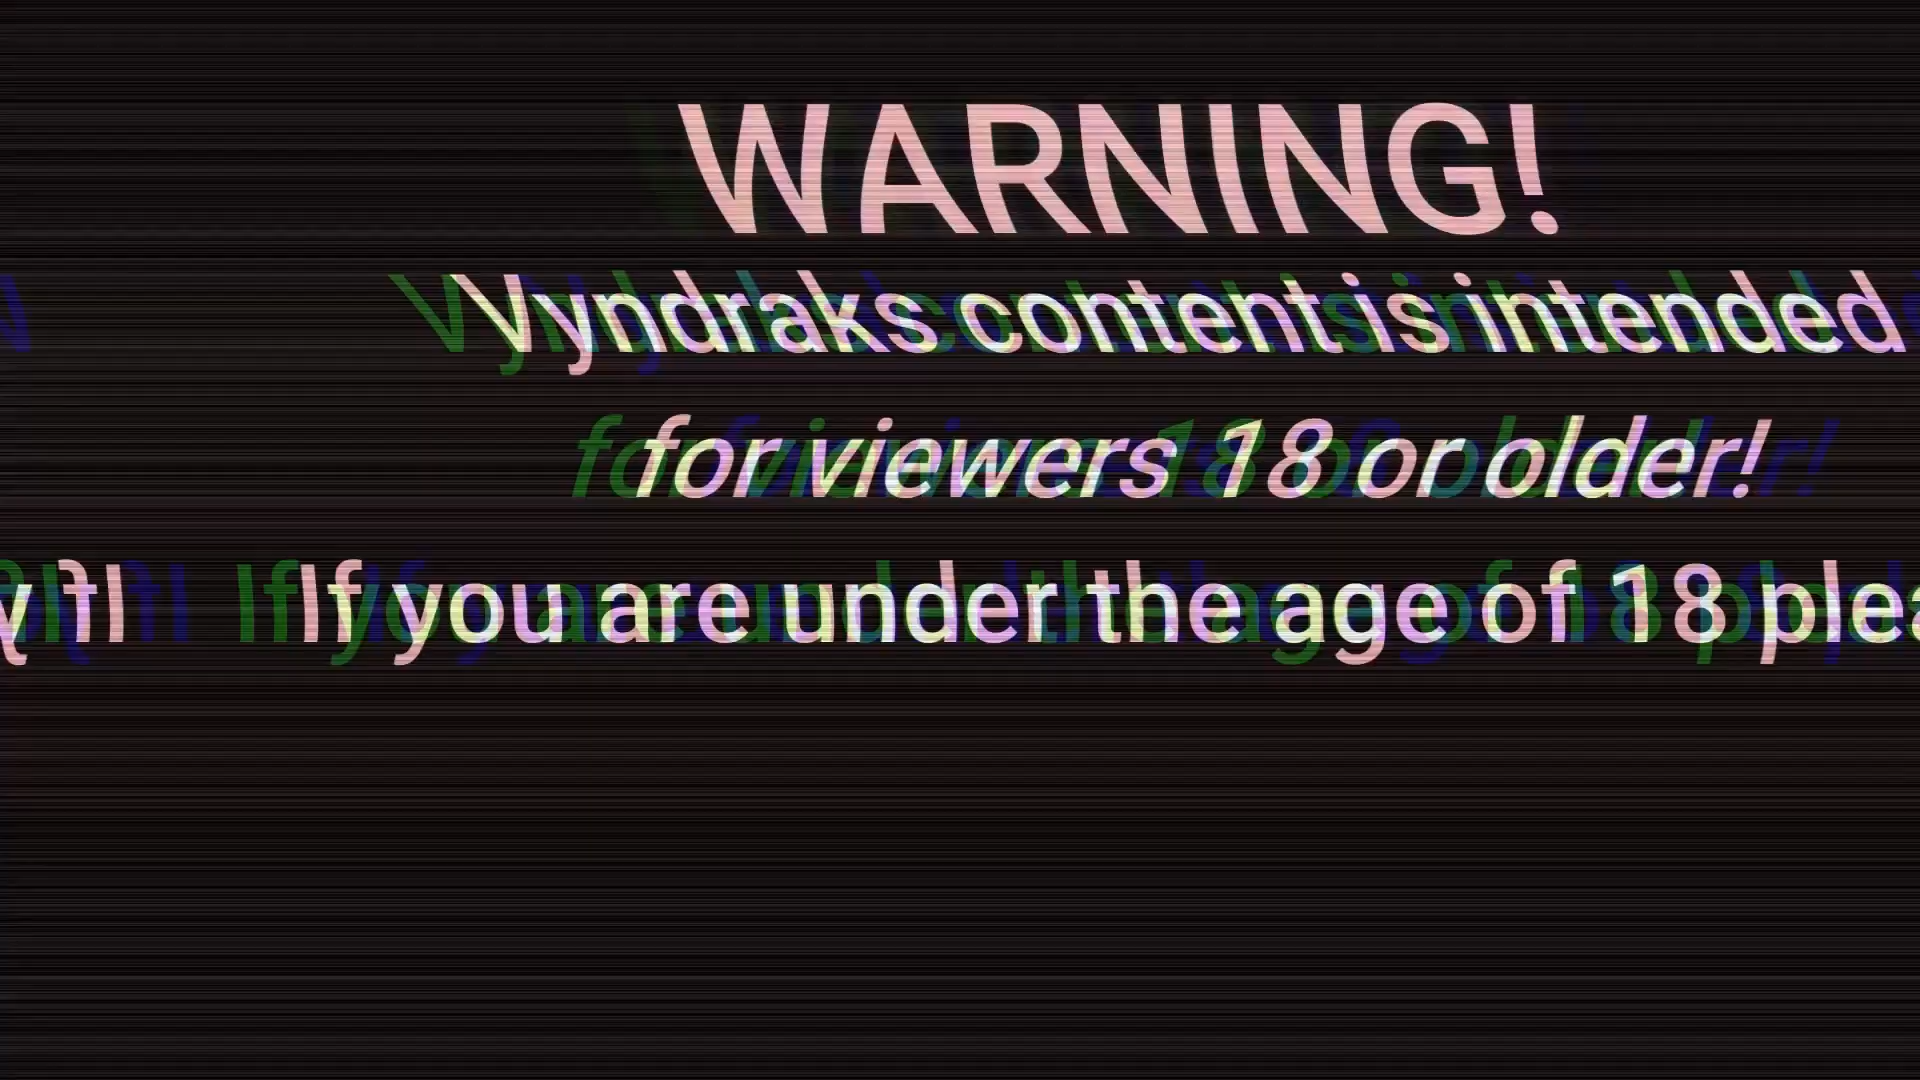 WARNING!
Vyndraks content is intended
for viewers 18 or older!
If you are under the age of 18